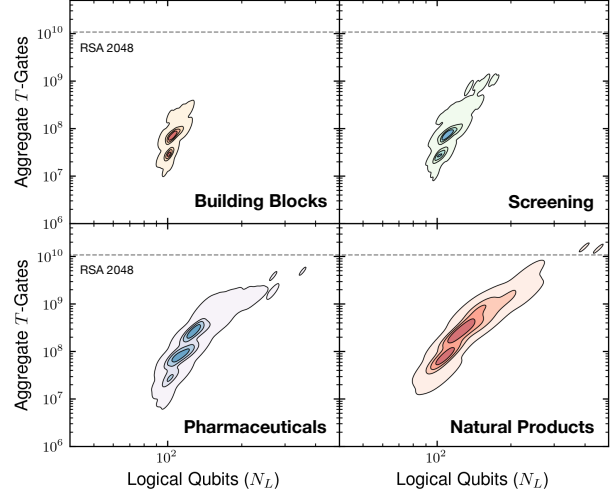 Aggregate T-Gates
10^10
10^9
10^8
10^7
10^6
RSA 2048
Building Blocks
Screening
Aggregate T-Gates
10^10
10^9
10^8
10^7
10^6
RSA 2048
Pharmaceuticals
Natural Products
10^2
10^2
Logical Qubits (N_L)
Logical Qubits (N_L)